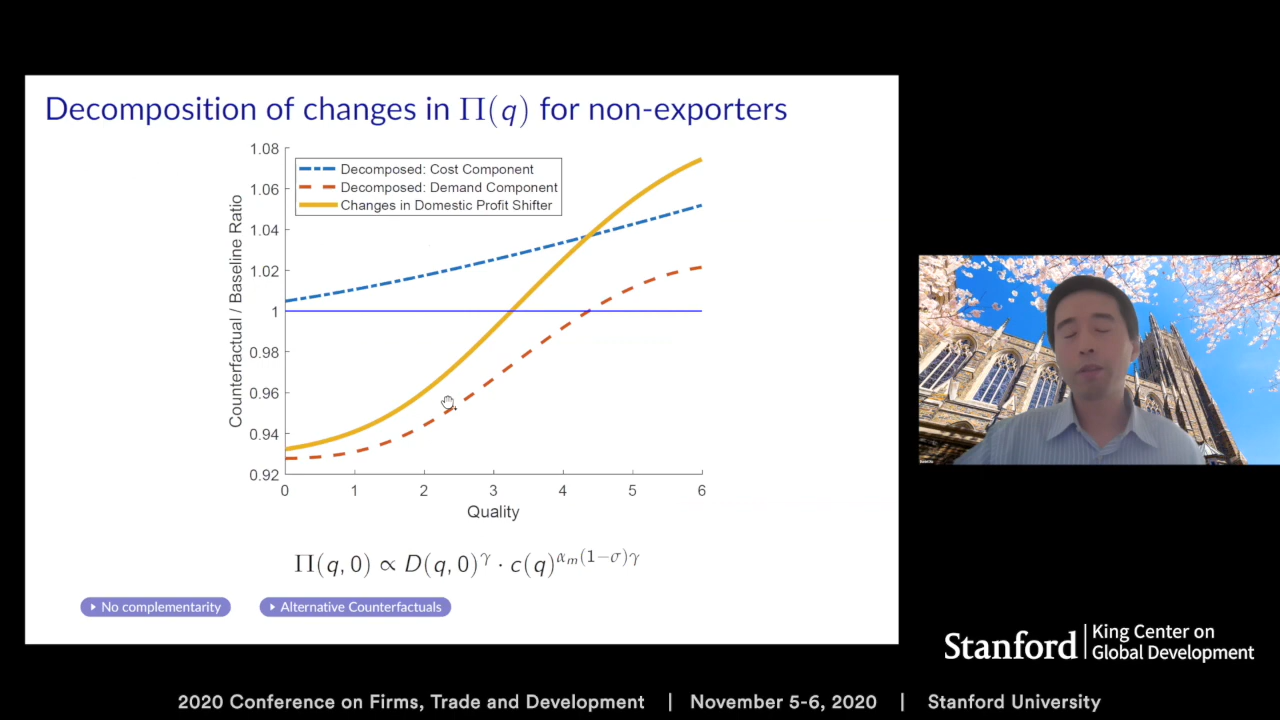 Decomposition of changes in Π(q) for non-exporters
1.08
1.06
1.04
1.02
1
0.98
0.96
0.94
0.92
Counterfactual / Baseline Ratio
Decomposed: Cost Component
Decomposed: Demand Component
Changes in Domestic Profit Shifter
0 1 2 3 4 5 6
Quality
Π(q, 0) ∝ D(q, 0)^γ · c(q)^{α_m(1−σ)γ}
No complementarity
Alternative Counterfactuals
Stanford
King Center on
Global Development
2020 Conference on Firms, Trade and Development | November 5-6, 2020 | Stanford University